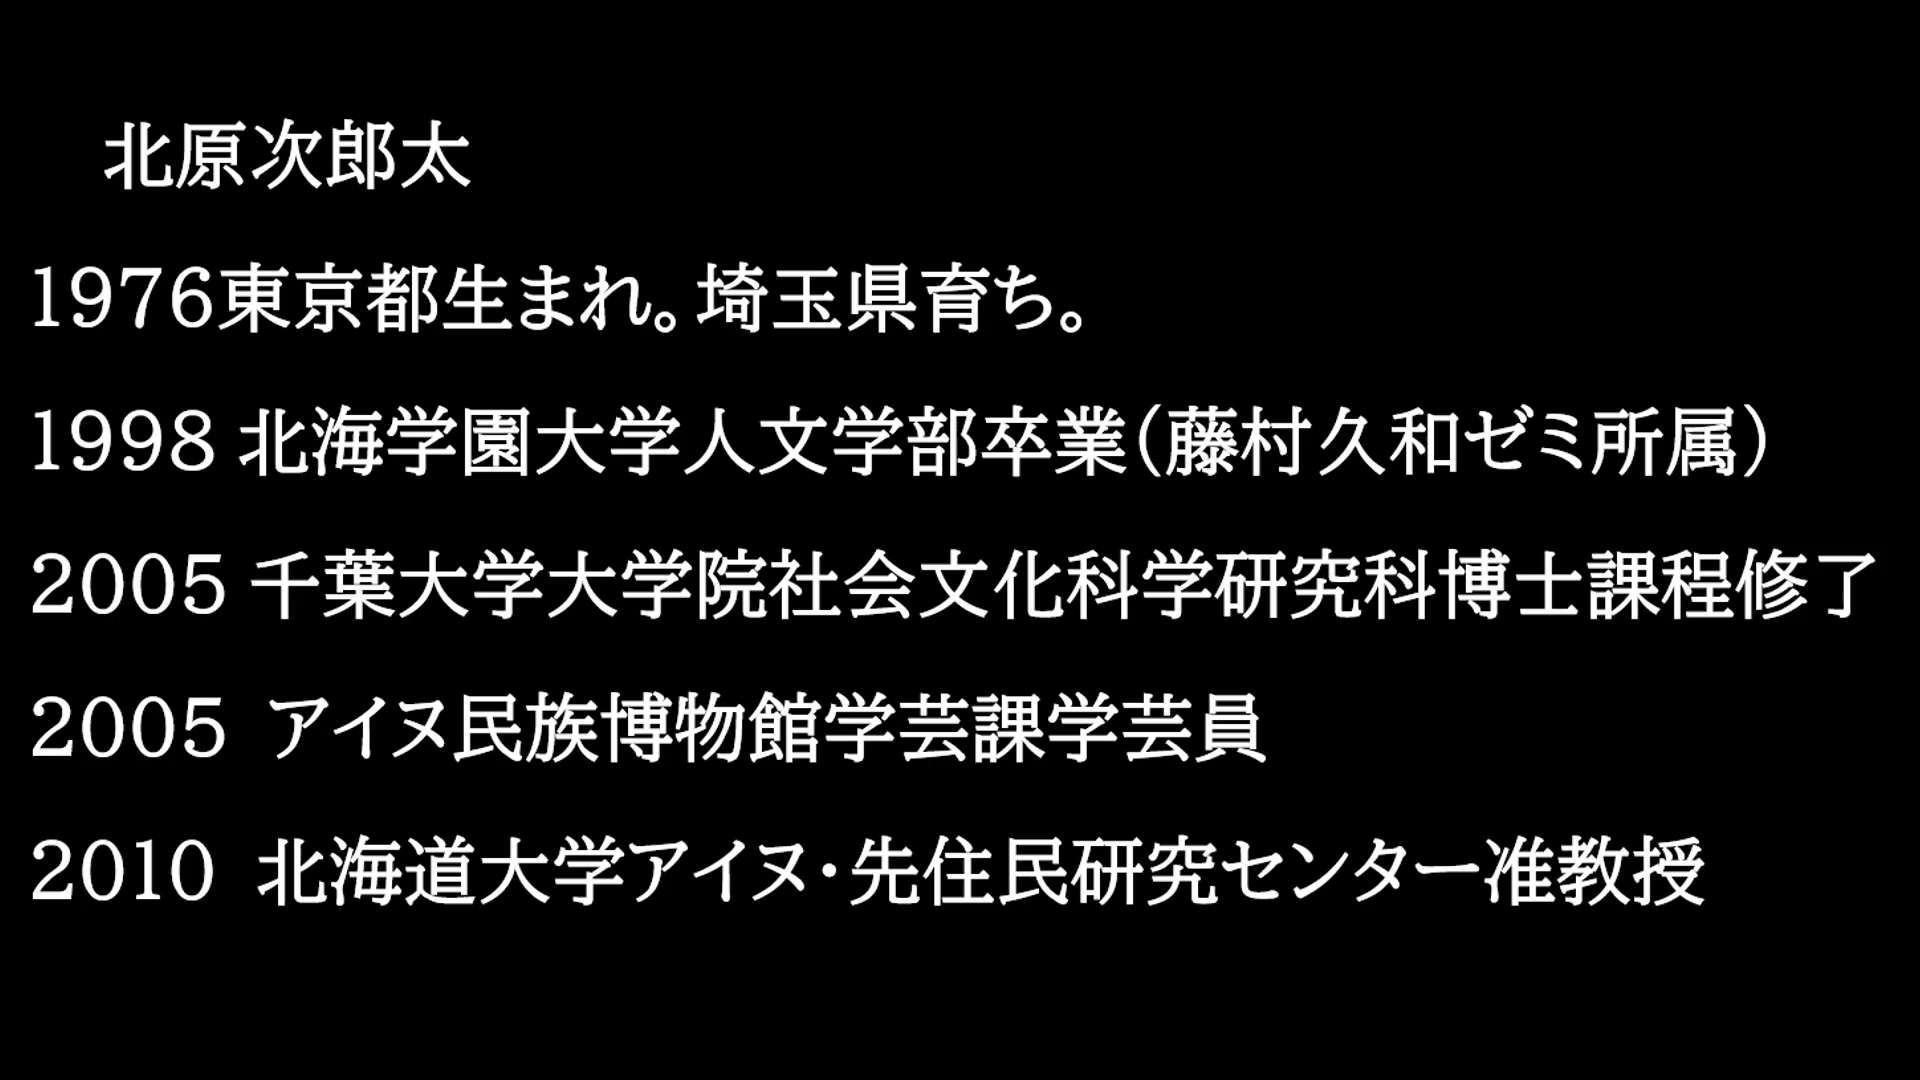 北原次郎太
1976東京都生まれ。埼玉県育ち。
1998 北海学園大学人文学部卒業(藤村久和ゼミ所属)
2005 千葉大学大学院社会文化科学研究科博士課程修了
2005 アイヌ民族博物館学芸課学芸員
2010 北海道大学アイヌ・先住民研究センター准教授